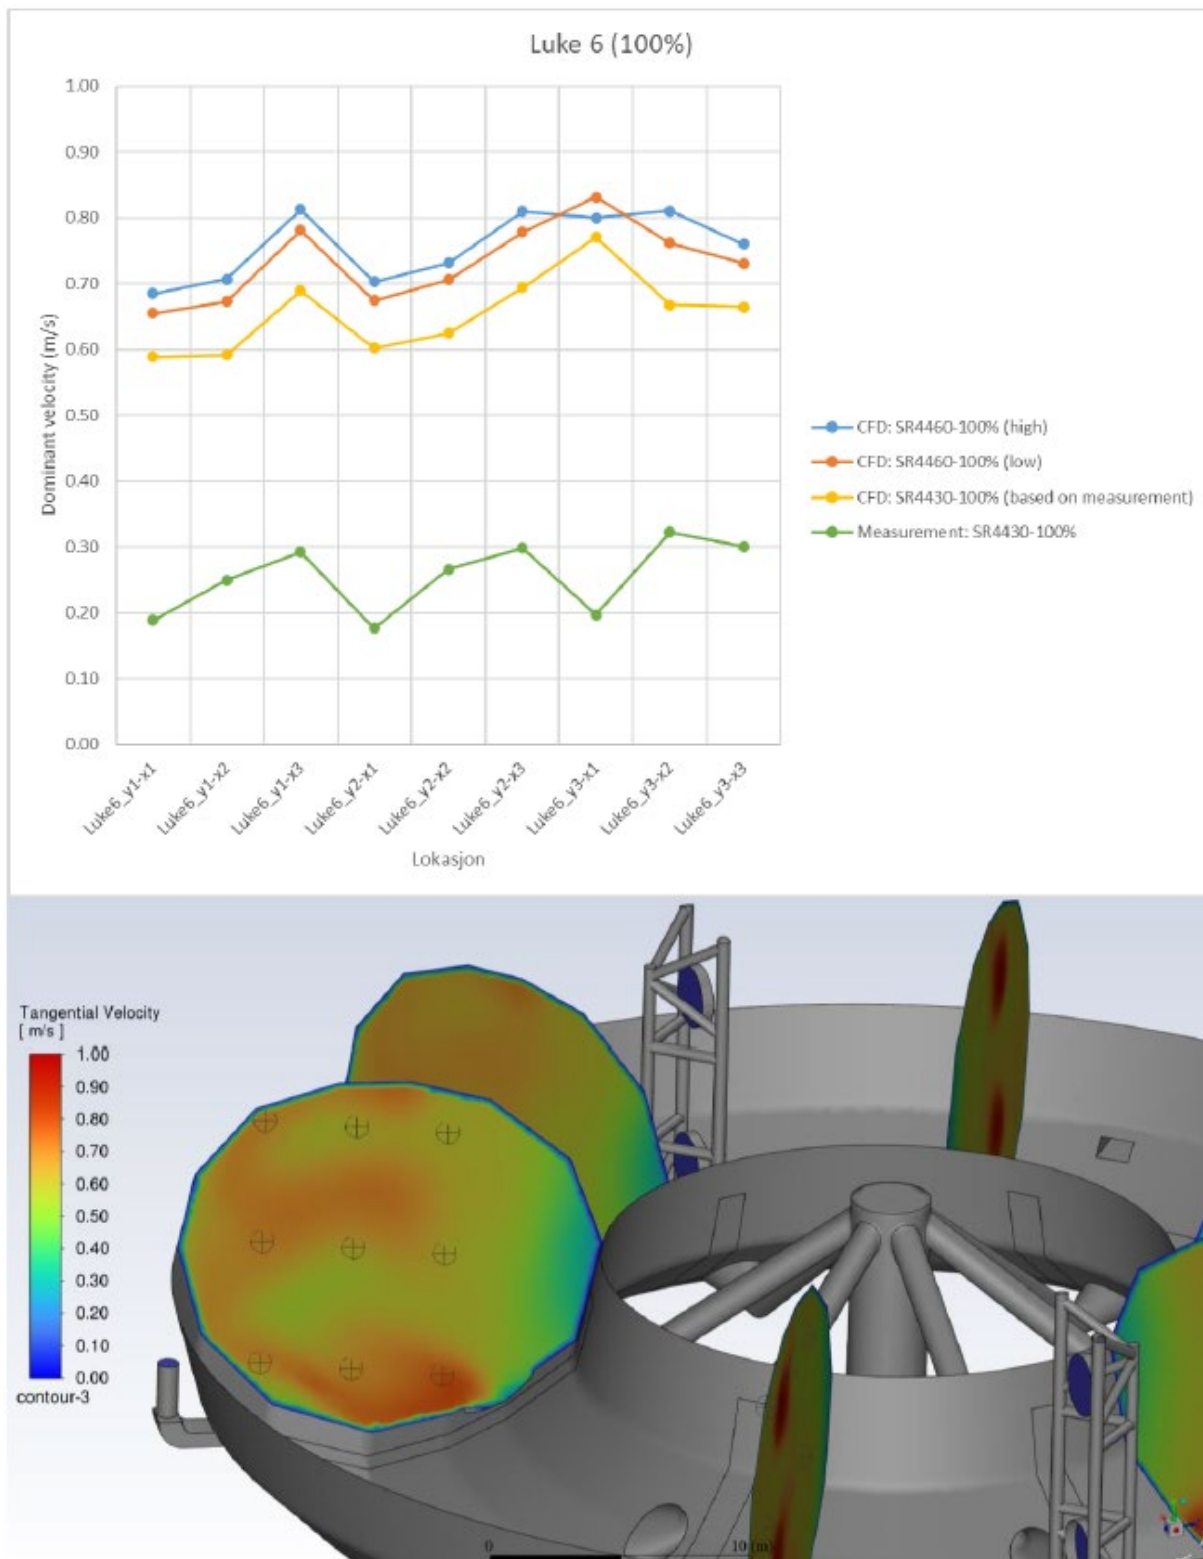 Luke 6 (100%)
1.00
0.90
0.80
0.70
0.60
0.50
0.40
0.30
0.20
0.10
0.00
Dominant velocity (m/s)
Luke6_y1-x1
Luke6_y1-x2
Luke6_y1-x3
Luke6_y2-x1
Luke6_y2-x2
Luke6_y2-x3
Luke6_y3-x1
Luke6_y3-x2
Luke6_y3-x3
Lokasjon
CFD: SR4460-100% (high)
CFD: SR4460-100% (low)
CFD: SR4430-100% (based on measurement)
Measurement: SR4430-100%
Tangential Velocity
[ m/s ]
1.00
0.90
0.80
0.70
0.60
0.50
0.40
0.30
0.20
0.10
0.00
contour-3
0
10 (m)